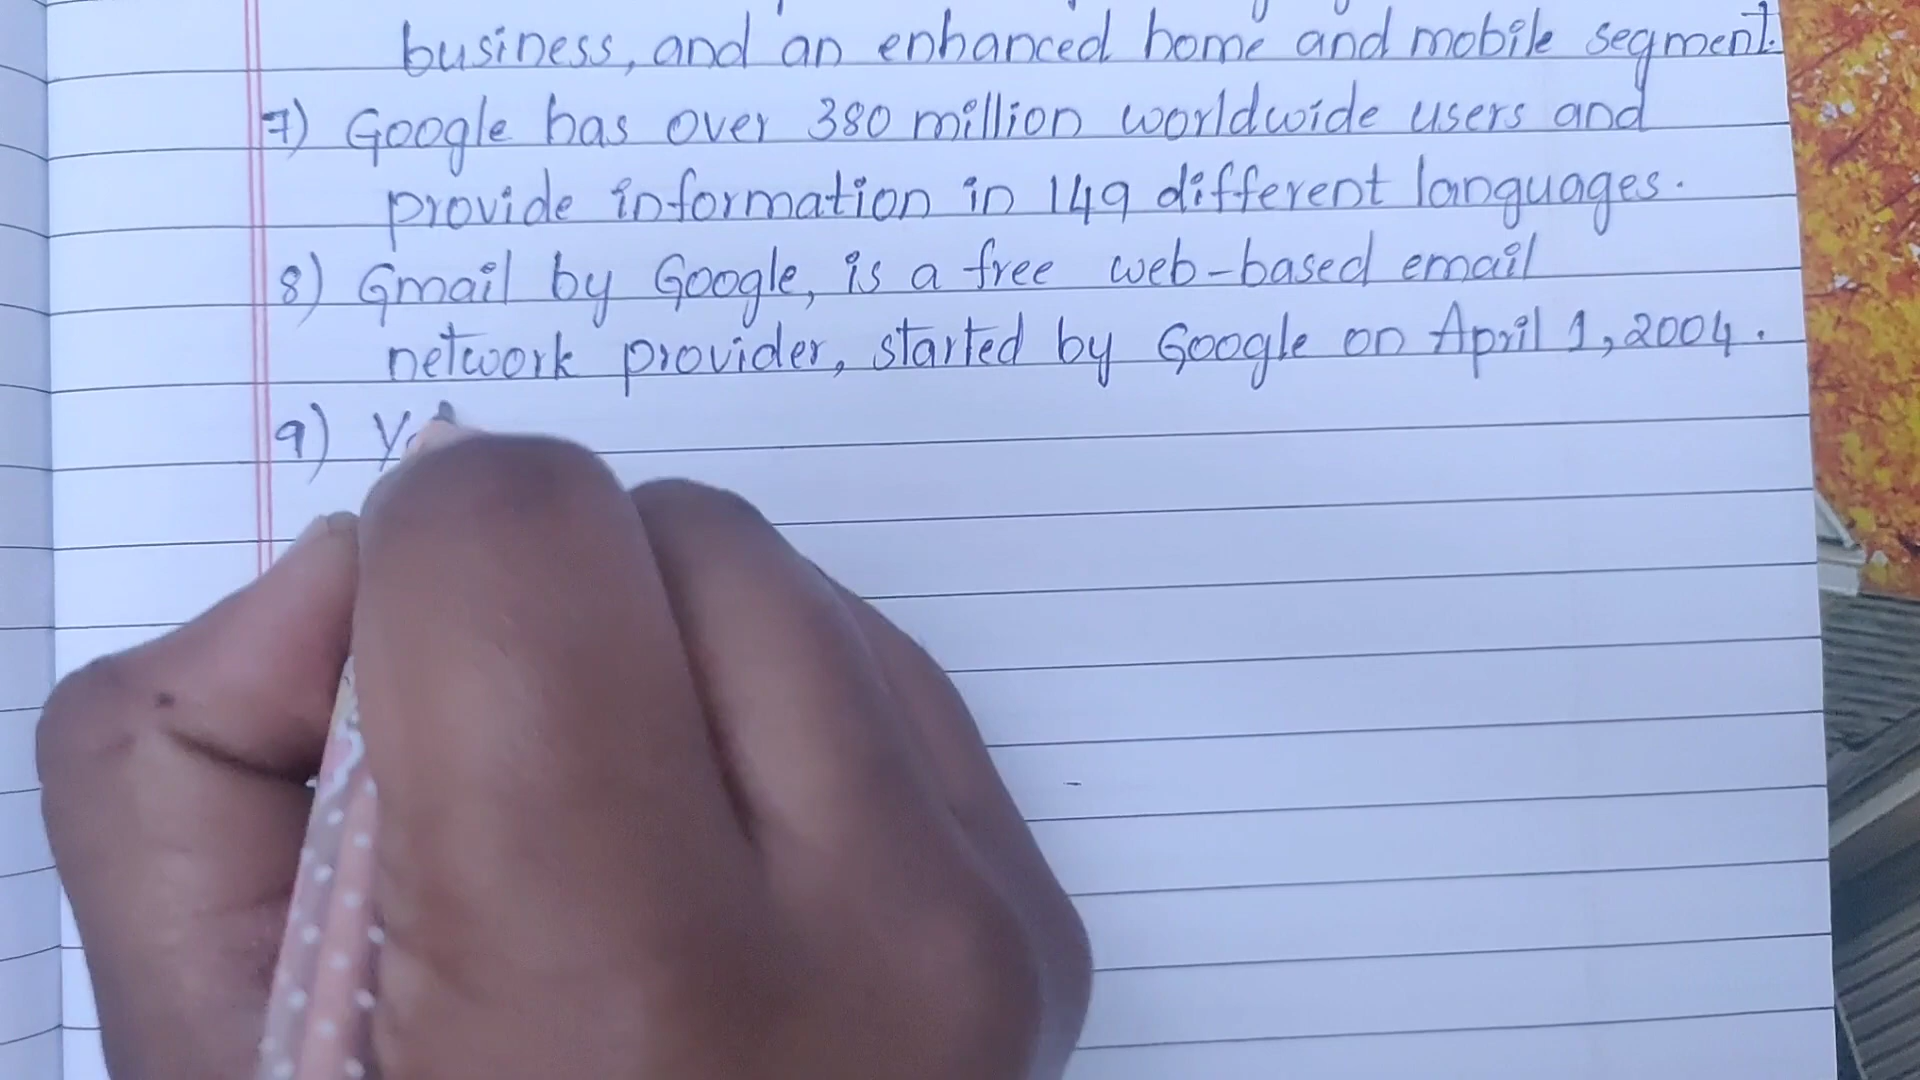 business, and an enhanced home and mobile segment.
7) Google has over 380 million worldwide users and
provide information in 149 different languages.
8) Gmail by Google, is a free web-based email
network provider, started by Google on April 1, 2004.
9)